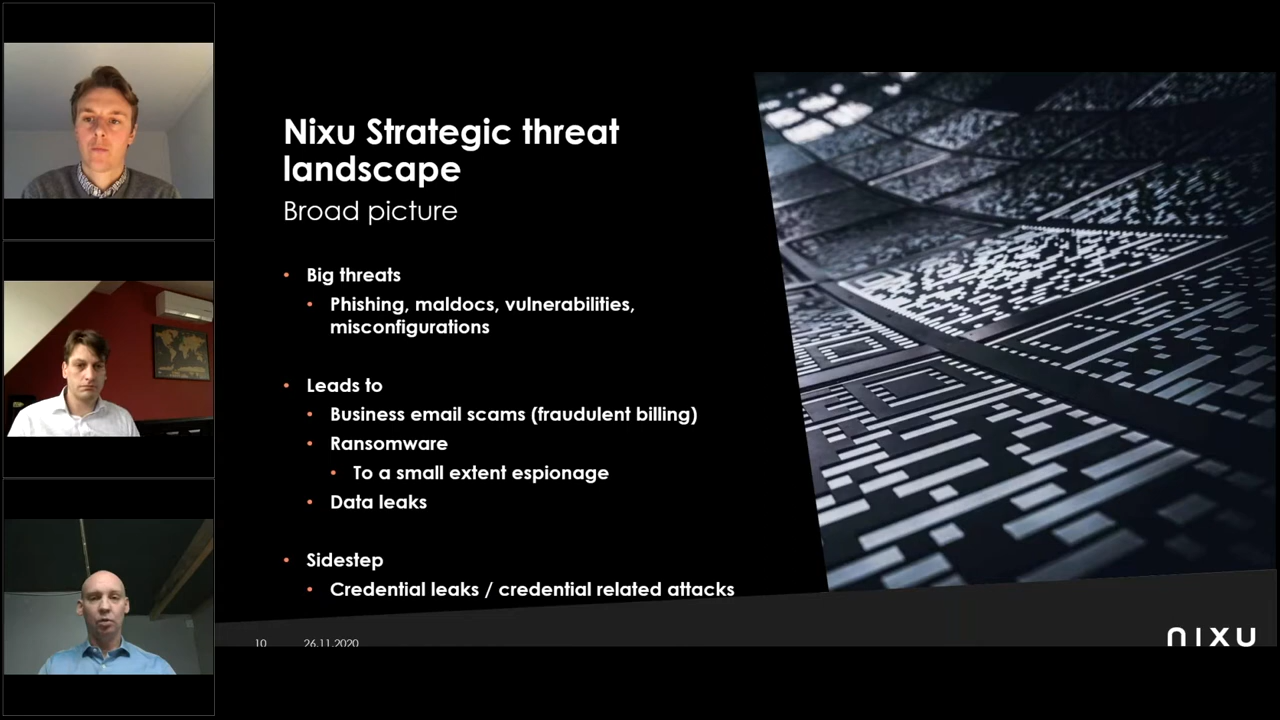 Nixu Strategic threat
landscape
Broad picture
• Big threats
• Phishing, maldocs, vulnerabilities,
misconfigurations
• Leads to
• Business email scams (fraudulent billing)
• Ransomware
• To a small extent espionage
• Data leaks
• Sidestep
• Credential leaks / credential related attacks
10 26.11.2020
nixu